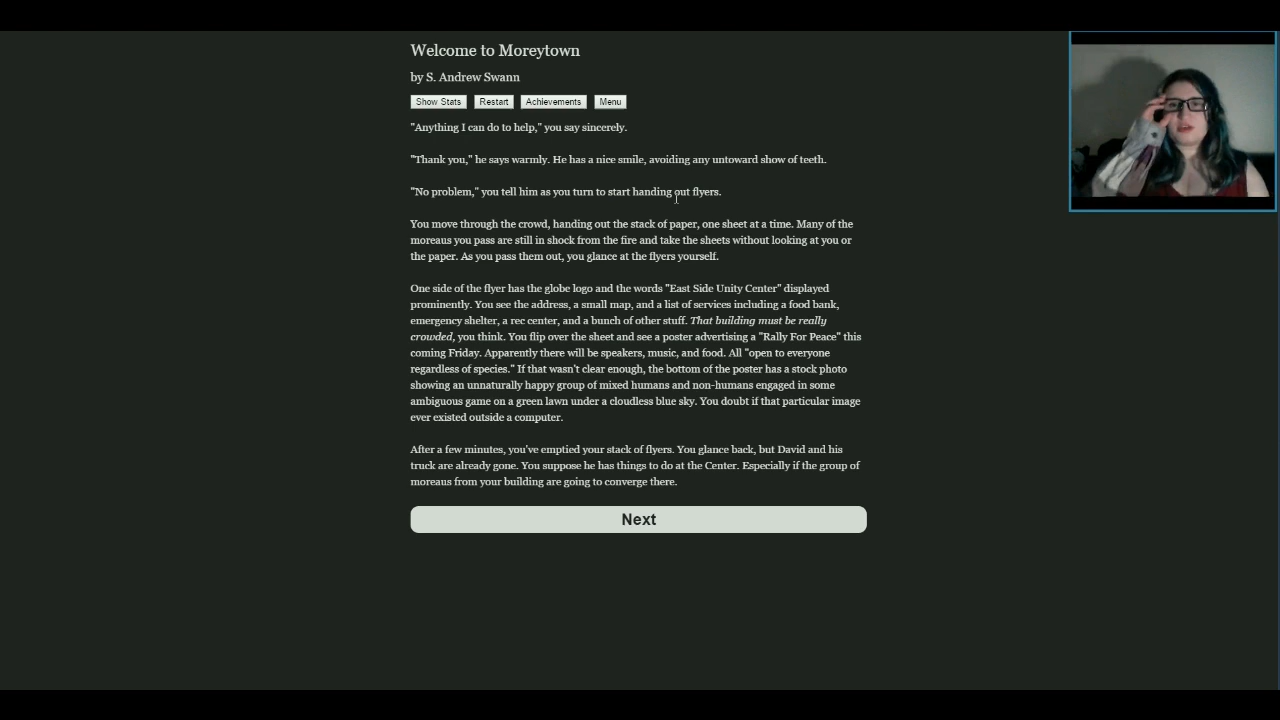 Welcome to Moreytown
by S. Andrew Swann
Show Stats Restart Achievements Menu
"Anything I can do to help," you say sincerely.
"Thank you," he says warmly. He has a nice smile, avoiding any untoward show of teeth.
"No problem," you tell him as you turn to start handing out flyers.
You move through the crowd, handing out the stack of paper, one sheet at a time. Many of the
moreaus you pass are still in shock from the fire and take the sheets without looking at you or
the paper. As you pass them out, you glance at the flyers yourself.
One side of the flyer has the globe logo and the words "East Side Unity Center" displayed
prominently. You see the address, a small map, and a list of services including a food bank,
emergency shelter, a rec center, and a bunch of other stuff. That building must be really
crowded, you think. You flip over the sheet and see a poster advertising a "Rally For Peace" this
coming Friday. Apparently there will be speakers, music, and food. All "open to everyone
regardless of species." If that wasn't clear enough, the bottom of the poster has a stock photo
showing an unnaturally happy group of mixed humans and non-humans engaged in some
ambiguous game on a green lawn under a cloudless blue sky. You doubt if that particular image
ever existed outside a computer.
After a few minutes, you've emptied your stack of flyers. You glance back, but David and his
truck are already gone. You suppose he has things to do at the Center. Especially if the group of
moreaus from your building are going to converge there.
Next